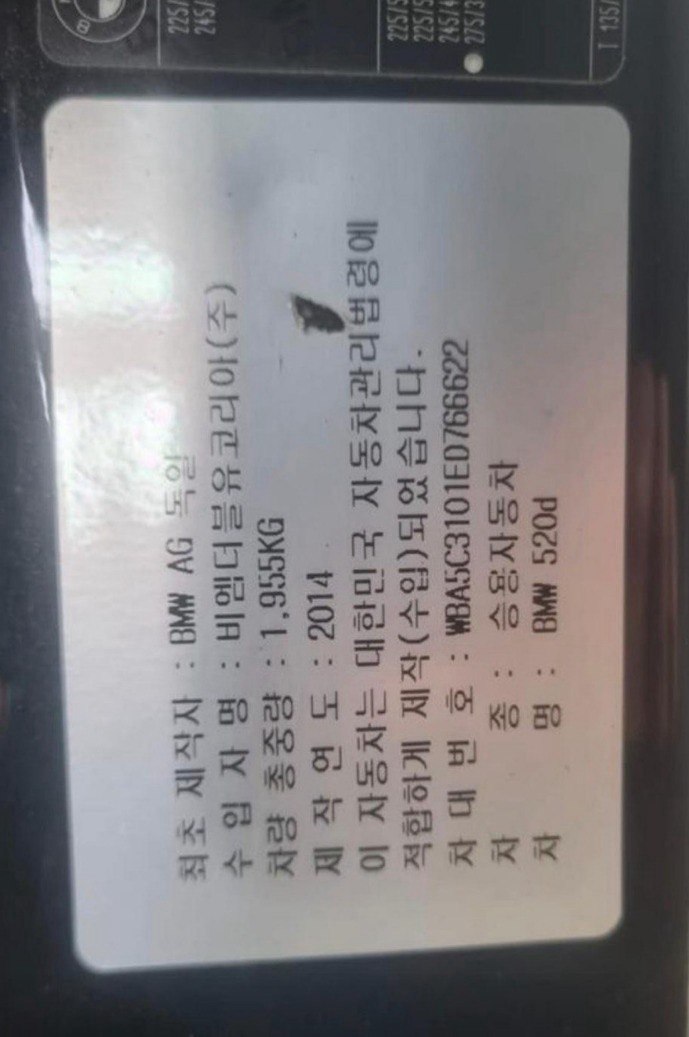 최초 제작자 : BMW AG 독일
수 입 자 명 : 비엠더블유코리아(주)
차량 총중량 : 1,955KG
제 작 연 도 : 2014
이 자동차는 대한민국 자동차관리법령에
적합하게 제작(수입)되었습니다.
차 대 번 호 : WBA5C3101ED766622
차 종 : 승용자동차
차 명 : BMW 520d